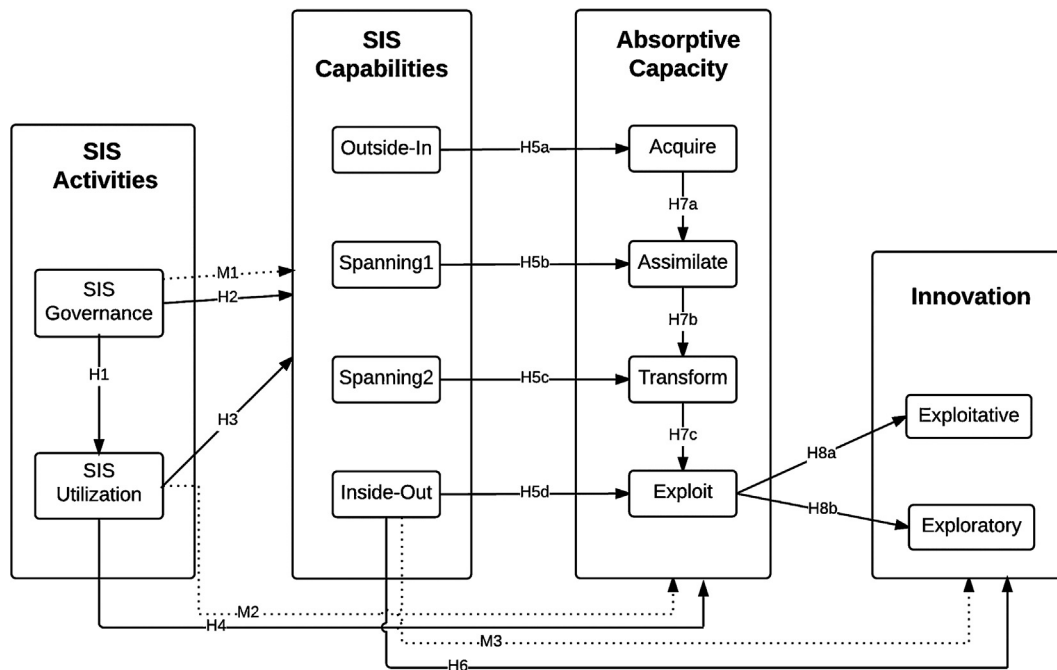 SIS
Activities
SIS
Governance
H1
SIS
Utilization
M1
H2
H3
M2
H4
SIS
Capabilities
Outside-In
Spanning1
Spanning2
Inside-Out
H5a
H5b
H5c
H5d
M3
H6
Absorptive
Capacity
Acquire
H7a
Assimilate
H7b
Transform
H7c
Exploit
H8a
H8b
Innovation
Exploitative
Exploratory